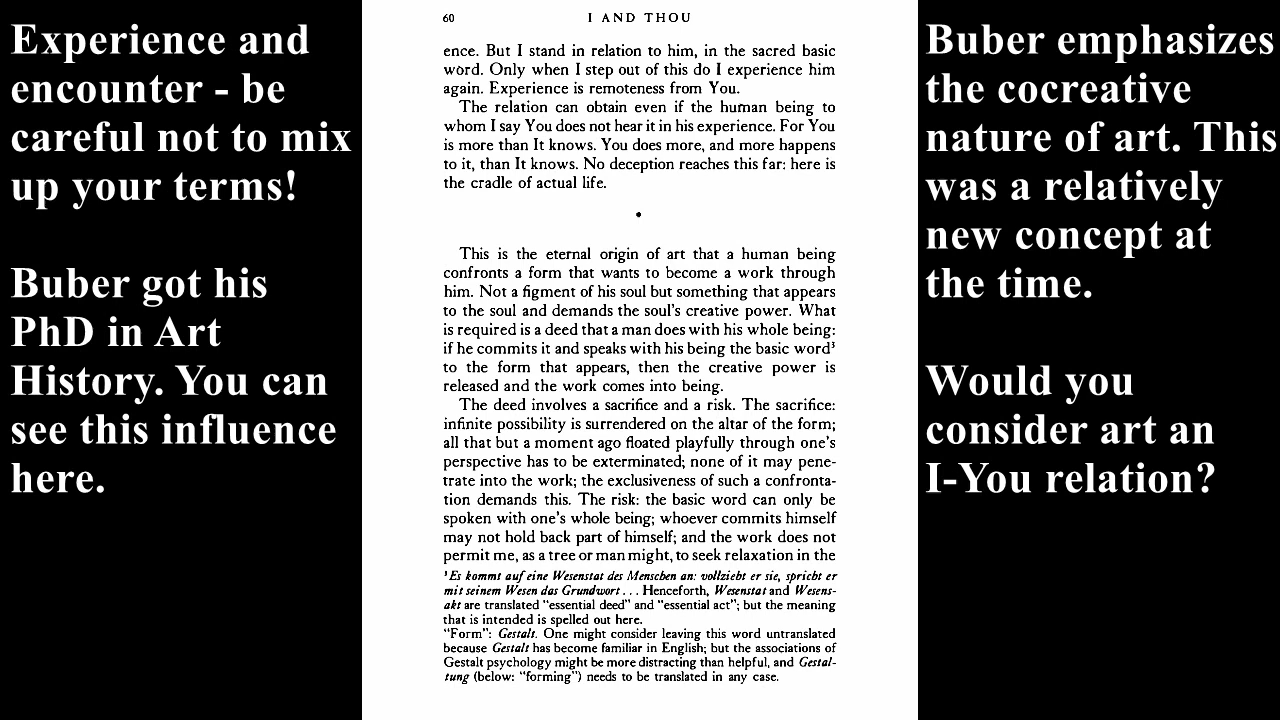 Experience and
encounter - be
careful not to mix
up your terms!
Buber got his
PhD in Art
History. You can
see this influence
here.
60 I AND THOU
ence. But I stand in relation to him, in the sacred basic
word. Only when I step out of this do I experience him
again. Experience is remoteness from You.
The relation can obtain even if the human being to
whom I say You does not hear it in his experience. For You
is more than It knows. You does more, and more happens
to it, than It knows. No deception reaches this far: here is
the cradle of actual life.
•
This is the eternal origin of art that a human being
confronts a form that wants to become a work through
him. Not a figment of his soul but something that appears
to the soul and demands the soul's creative power. What
is required is a deed that a man does with his whole being:
if he commits it and speaks with his being the basic word³
to the form that appears, then the creative power is
released and the work comes into being.
The deed involves a sacrifice and a risk. The sacrifice:
infinite possibility is surrendered on the altar of the form;
all that but a moment ago floated playfully through one's
perspective has to be exterminated; none of it may pene-
trate into the work; the exclusiveness of such a confronta-
tion demands this. The risk: the basic word can only be
spoken with one's whole being; whoever commits himself
may not hold back part of himself; and the work does not
permit me, as a tree or man might, to seek relaxation in the
³Es kommt auf eine Wesenstat des Menschen an: vollzieht er sie, spricht er
mit seinem Wesen das Grundwort . . . Henceforth, Wesenstat and Wesens-
akt are translated "essential deed" and "essential act"; but the meaning
that is intended is spelled out here.
"Form": Gestalt. One might consider leaving this word untranslated
because Gestalt has become familiar in English; but the associations of
Gestalt psychology might be more distracting than helpful, and Gestal-
tung (below: "forming") needs to be translated in any case.
Buber emphasizes
the cocreative
nature of art. This
was a relatively
new concept at
the time.
Would you
consider art an
I-You relation?